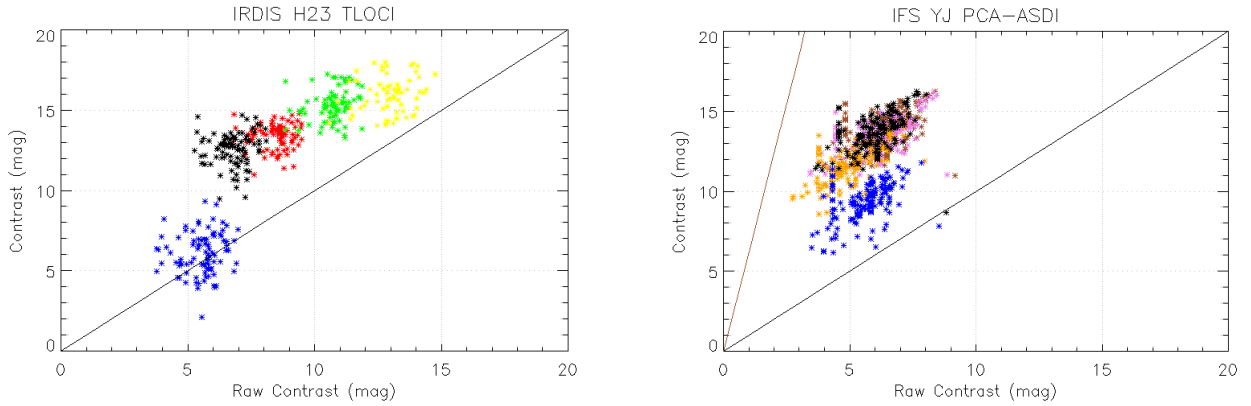 IRDIS H23 TLOCI
20
15
10
5
0
Contrast (mag)
0 5 10 15 20
Raw Contrast (mag)
IFS YJ PCA-ASDI
20
15
10
5
0
Contrast (mag)
0 5 10 15 20
Raw Contrast (mag)